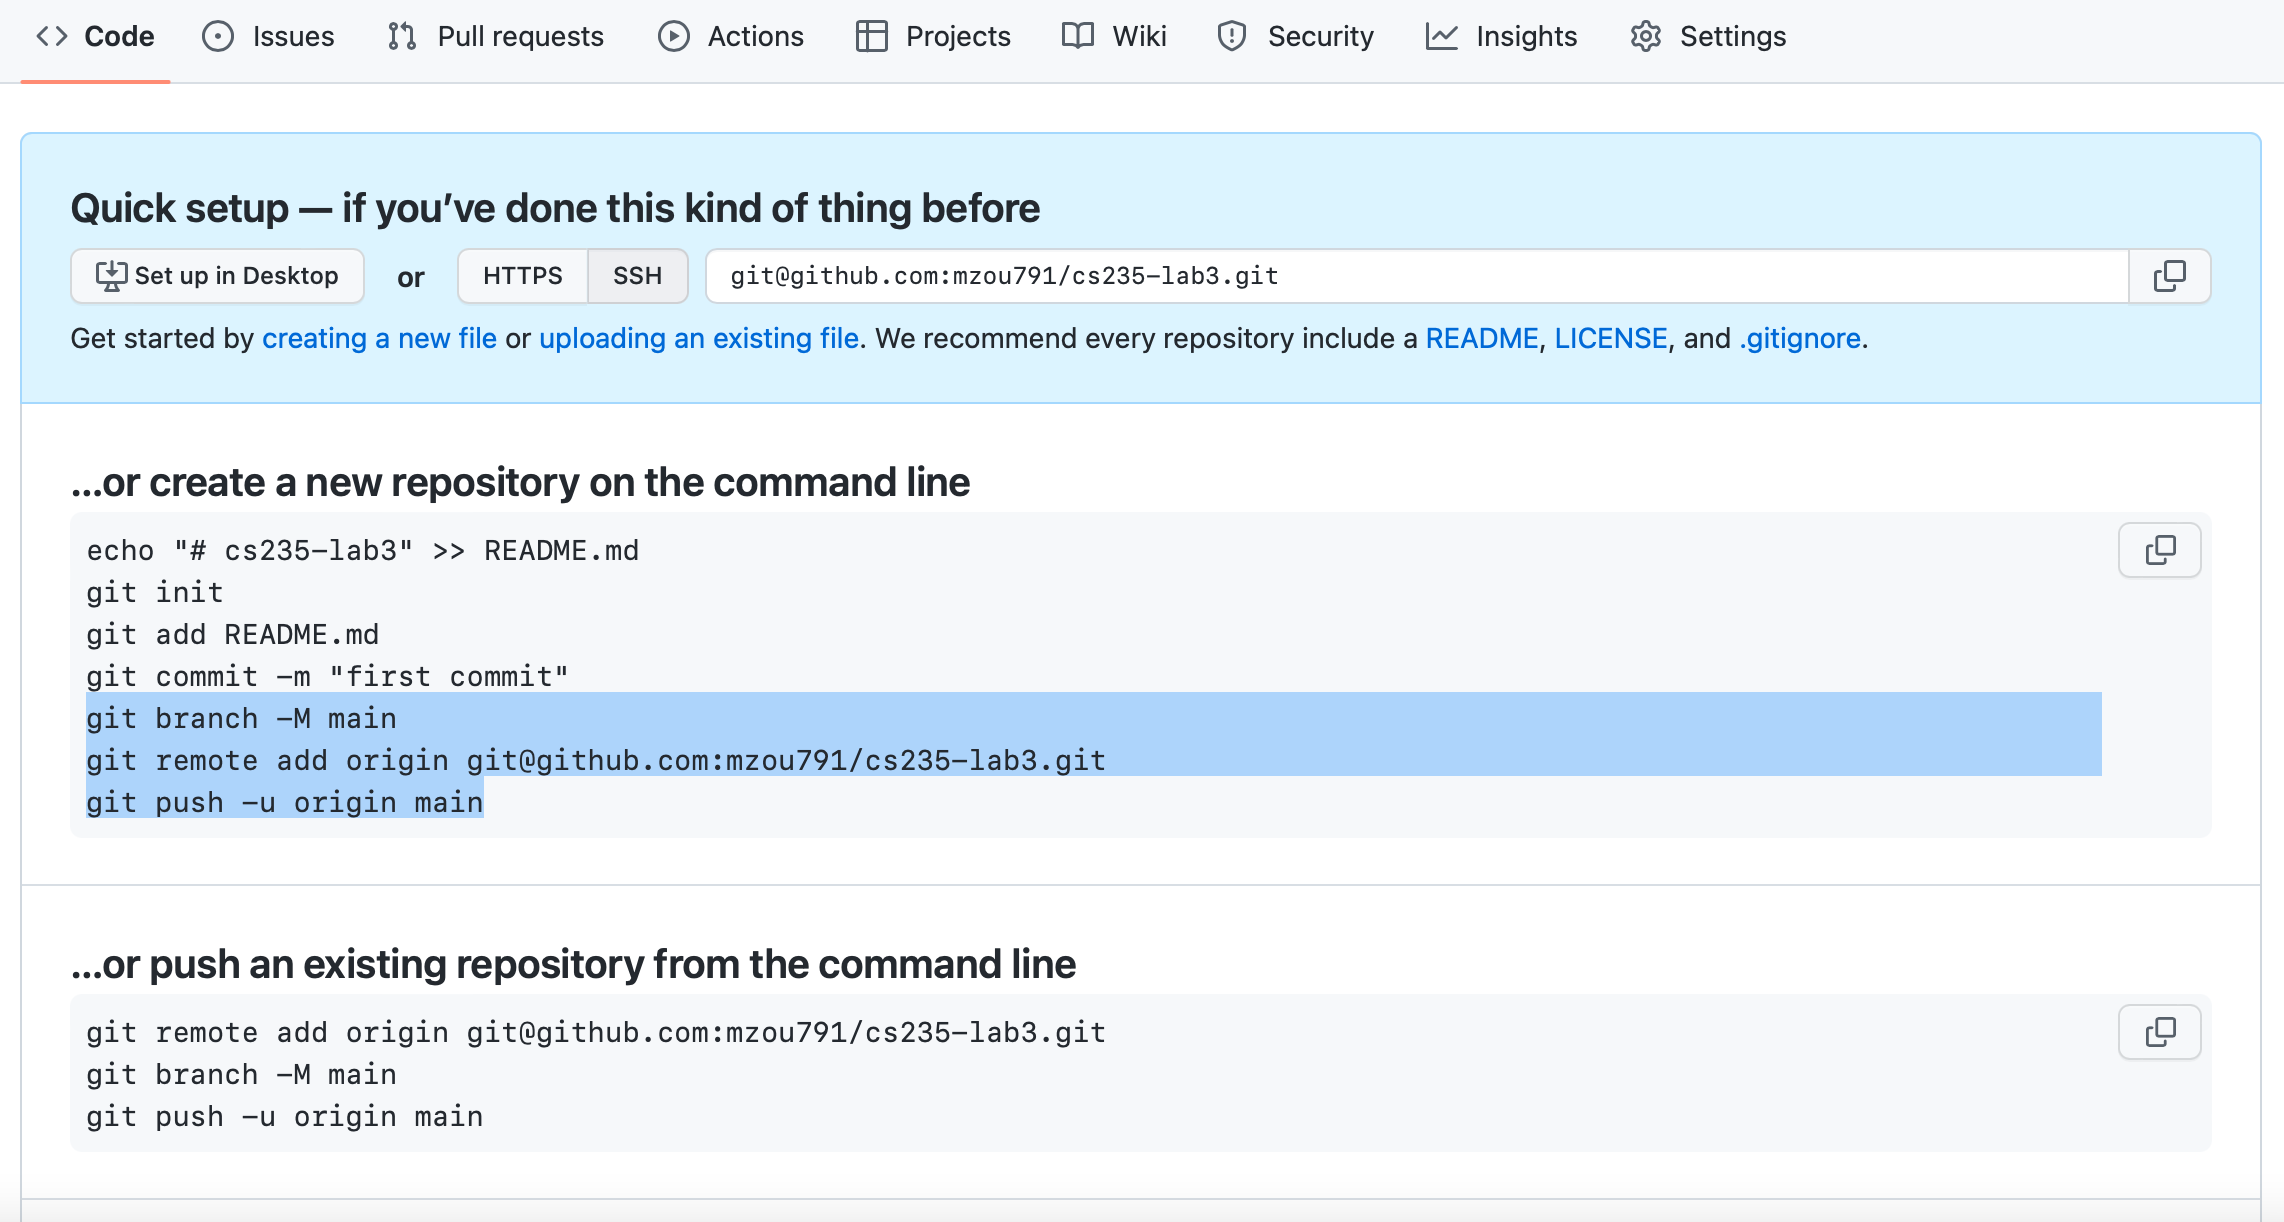 Code Issues Pull requests Actions Projects Wiki Security Insights Settings
Quick setup — if you’ve done this kind of thing before
Set up in Desktop or HTTPS SSH git@github.com:mzou791/cs235-lab3.git
Get started by creating a new file or uploading an existing file. We recommend every repository include a README, LICENSE, and .gitignore.
…or create a new repository on the command line
echo "# cs235-lab3" >> README.md
git init
git add README.md
git commit -m "first commit"
git branch -M main
git remote add origin git@github.com:mzou791/cs235-lab3.git
git push -u origin main
…or push an existing repository from the command line
git remote add origin git@github.com:mzou791/cs235-lab3.git
git branch -M main
git push -u origin main